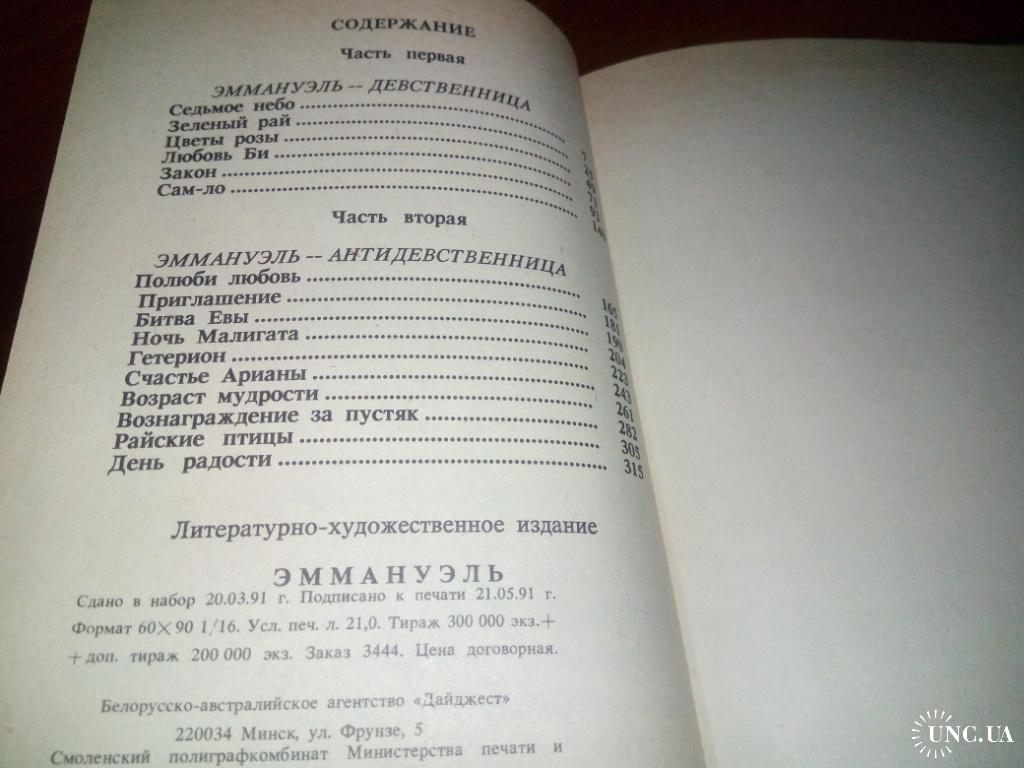 СОДЕРЖАНИЕ
Часть первая
ЭММАНУЭЛЬ -- ДЕВСТВЕННИЦА
Седьмое небо ........ 7
Зеленый рай ........
Цветы розы ........
Любовь Би ........ 71
Закон ........ 93
Сам-ло ........
Часть вторая
ЭММАНУЭЛЬ -- АНТИДЕВСТВЕННИЦА
Полюби любовь ........
Приглашение ........ 181
Битва Евы ........ 190
Ночь Малигата ........ 204
Гетерион ........ 223
Счастье Арианы ........ 243
Возраст мудрости ........ 261
Вознаграждение за пустяк ........ 282
Райские птицы ........ 305
День радости ........ 315
Литературно-художественное издание
ЭММАНУЭЛЬ
Сдано в набор 20.03.91 г. Подписано к печати 21.05.91 г.
Формат 60×90 1/16. Усл. печ. л. 21,0. Тираж 300 000 экз.+
+доп. тираж 200 000 экз. Заказ 3444. Цена договорная.
Белорусско-австралийское агентство «Дайджест»
220034 Минск, ул. Фрунзе, 5
Смоленский полиграфкомбинат Министерства печати и
UNC.UA